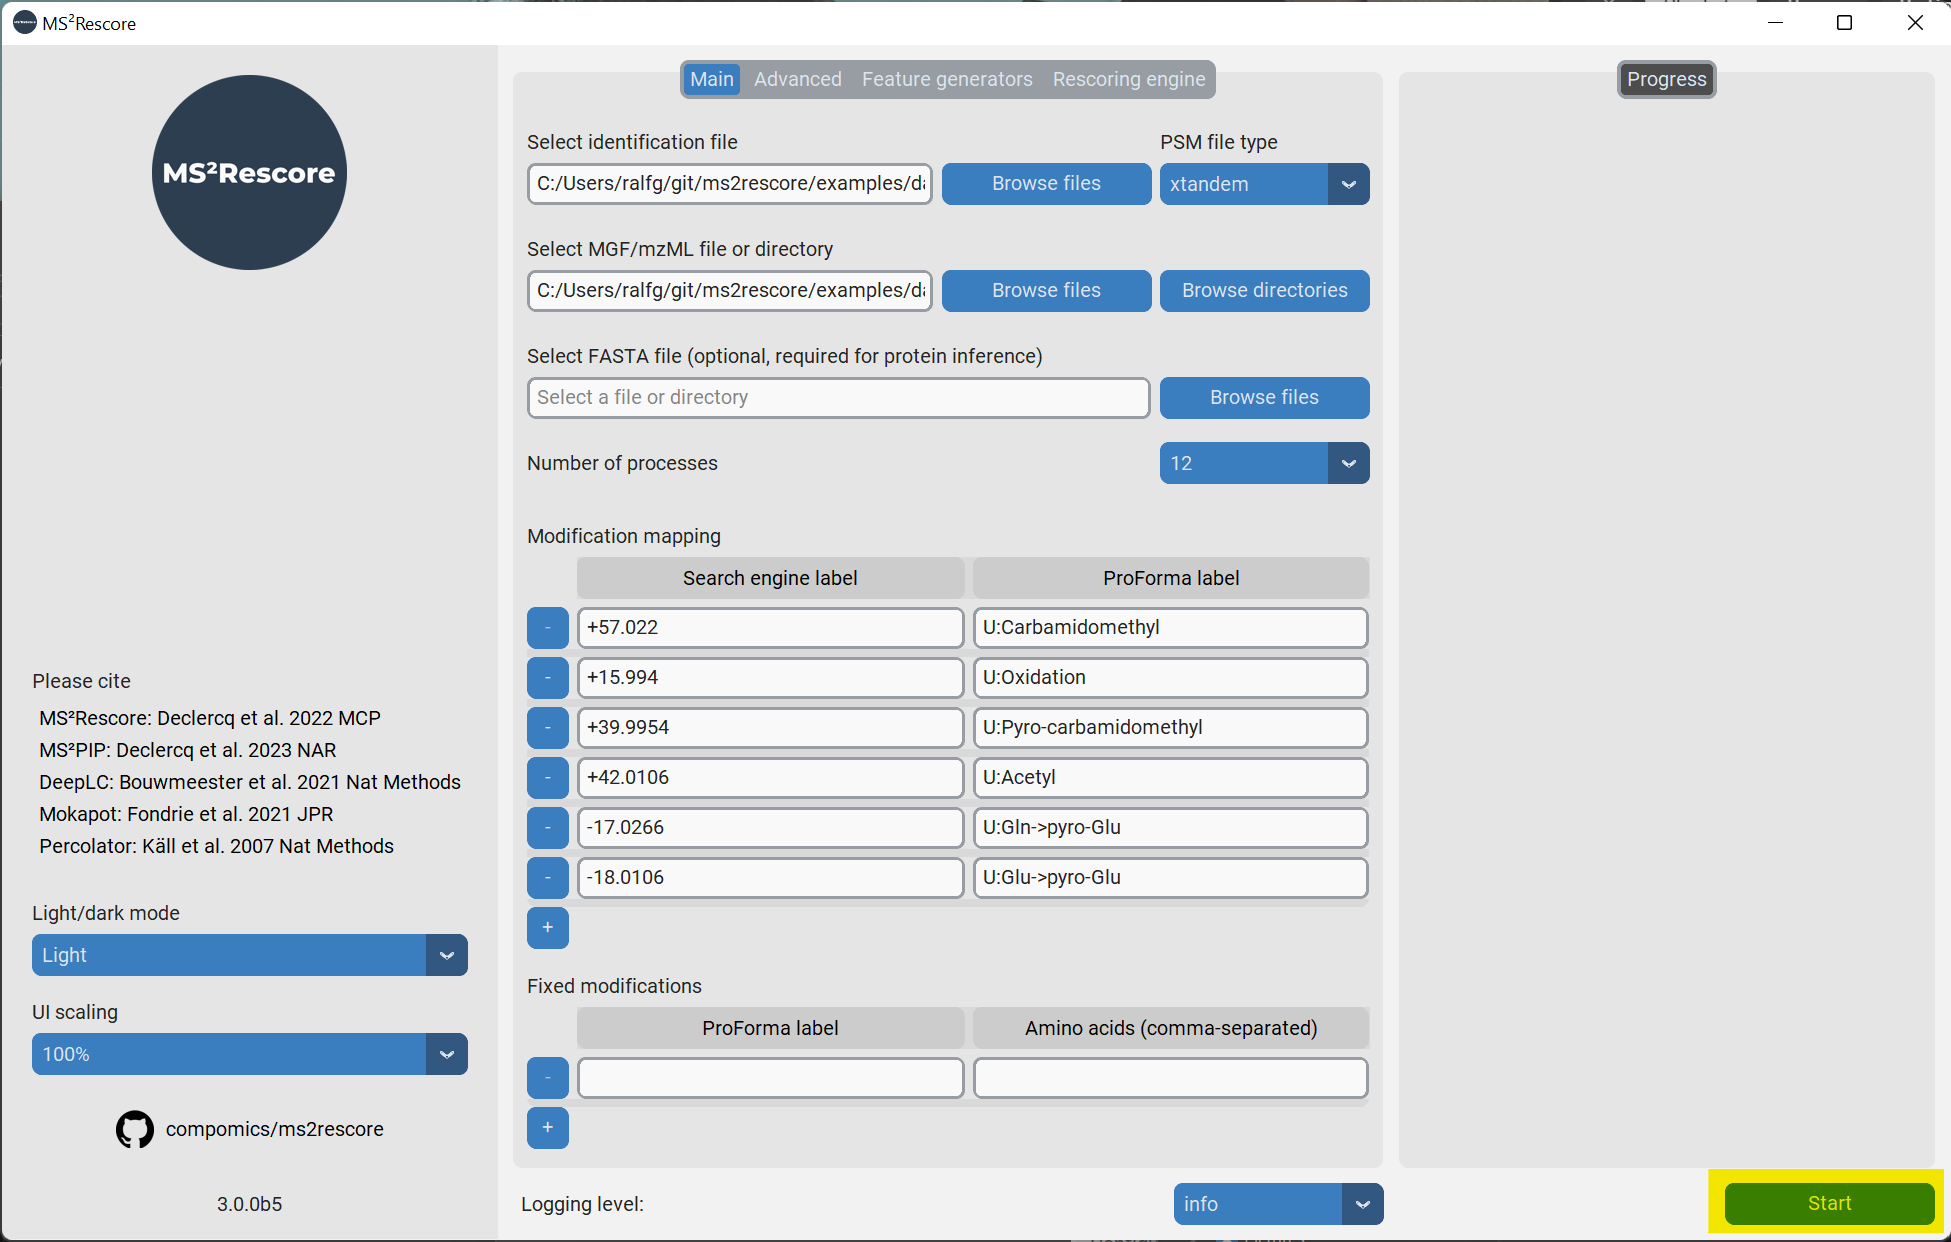 MS²Rescore
MS²Rescore
Please cite
MS²Rescore: Declercq et al. 2022 MCP
MS²PIP: Declercq et al. 2023 NAR
DeepLC: Bouwmeester et al. 2021 Nat Methods
Mokapot: Fondrie et al. 2021 JPR
Percolator: Käll et al. 2007 Nat Methods
Light/dark mode
Light
UI scaling
100%
compomics/ms2rescore
3.0.0b5
Main Advanced Feature generators Rescoring engine
Select identification file PSM file type
C:/Users/ralfg/git/ms2rescore/examples/da Browse files xtandem
Select MGF/mzML file or directory
C:/Users/ralfg/git/ms2rescore/examples/da Browse files Browse directories
Select FASTA file (optional, required for protein inference)
Select a file or directory Browse files
Number of processes 12
Modification mapping
Search engine label ProForma label
- +57.022 U:Carbamidomethyl
- +15.994 U:Oxidation
- +39.9954 U:Pyro-carbamidomethyl
- +42.0106 U:Acetyl
- -17.0266 U:Gln->pyro-Glu
- -18.0106 U:Glu->pyro-Glu
+
Fixed modifications
ProForma label Amino acids (comma-separated)
-
+
Logging level: info
Progress
Start